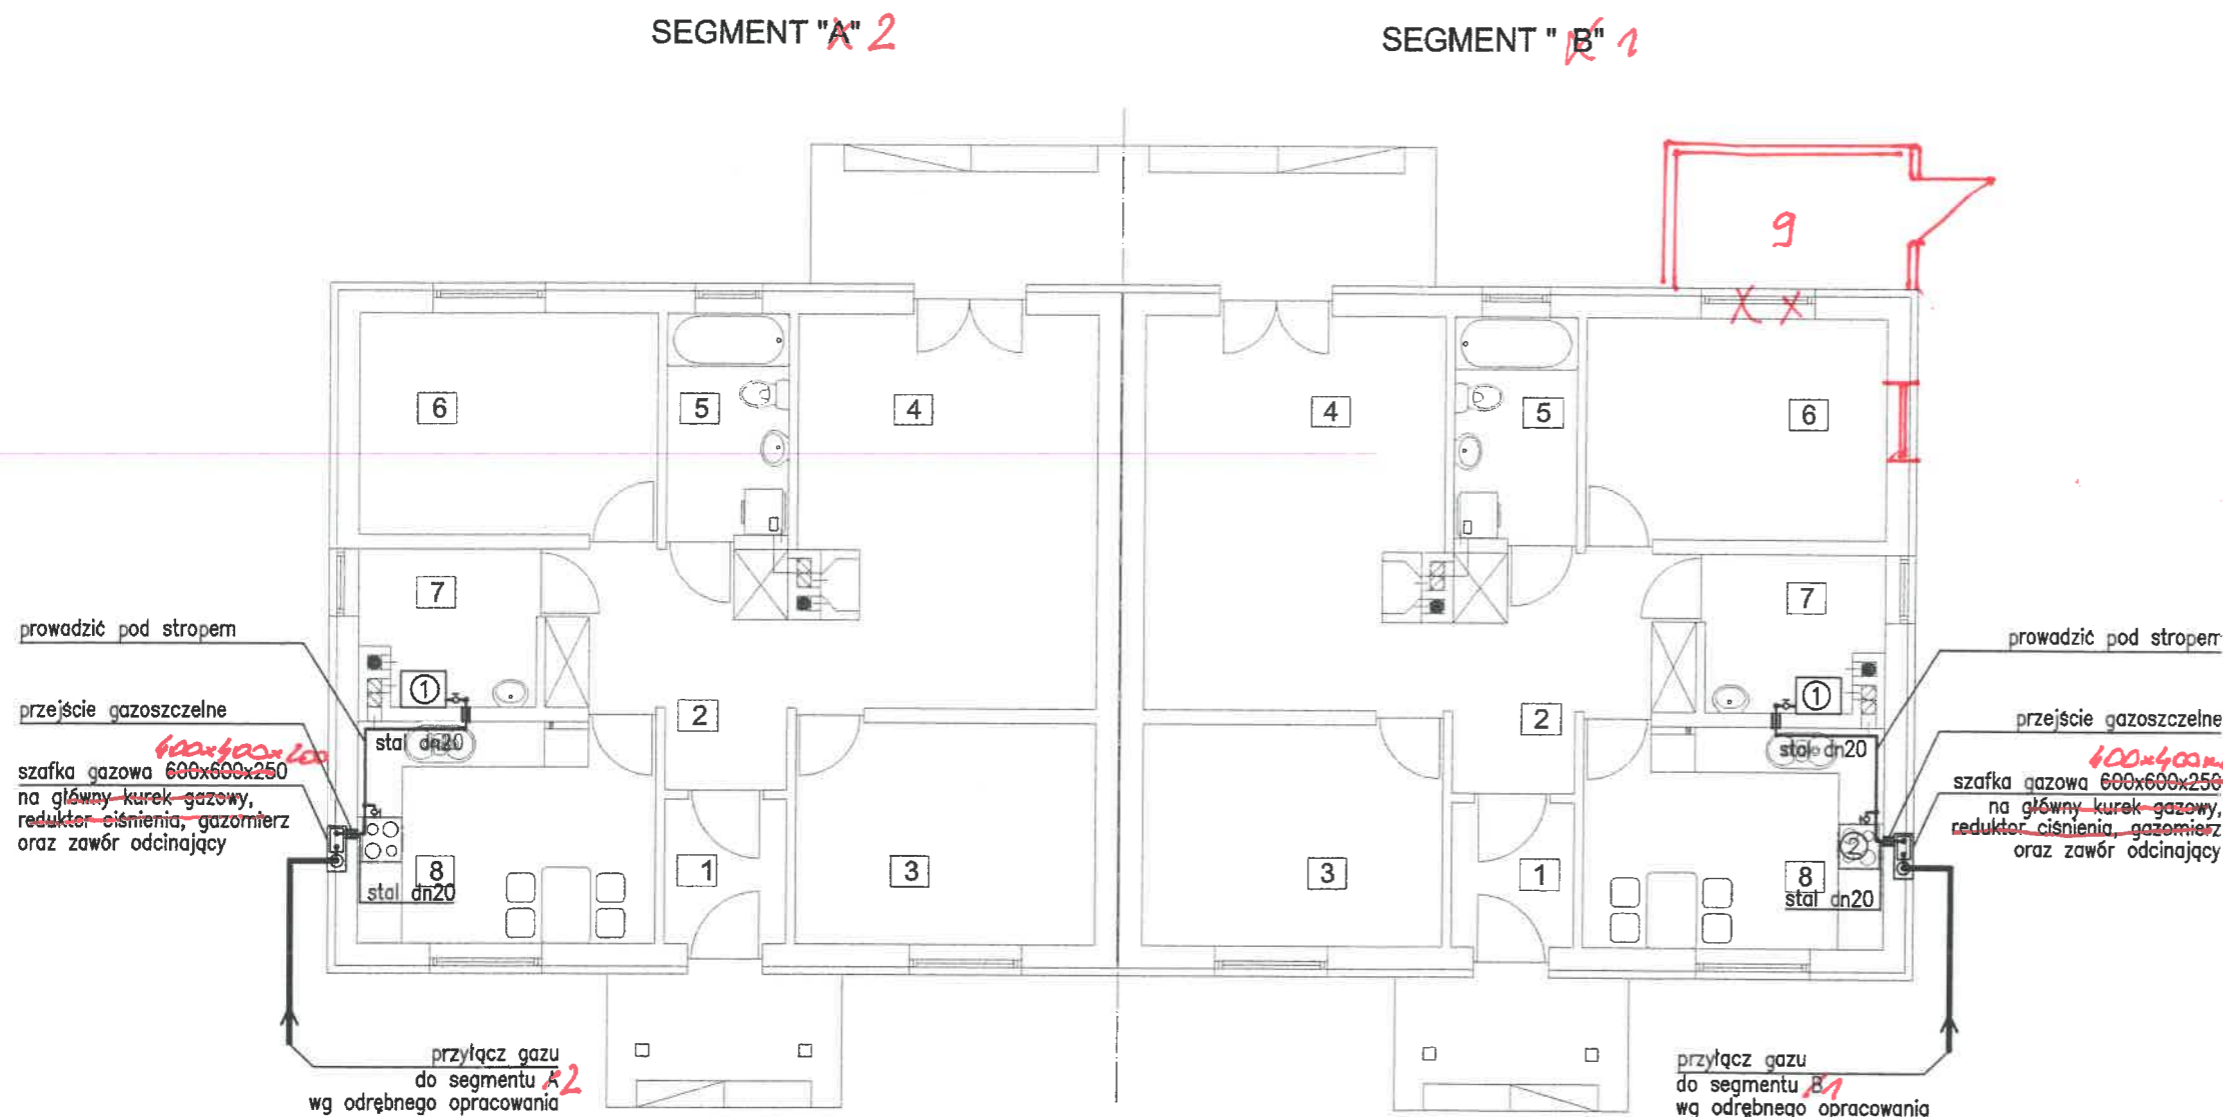 SEGMENT "A" 2
SEGMENT "B" 1
9
6
5
4
4
5
6
7
7
prowadzić pod stropem
prowadzić pod stropem
1
1
przejście gazoszczelne
2
2
przejście gazoszczelne
stal dn20
stal dn20
400x400x200
400x400x
szafka gazowa 600x600x250
na główny kurek gazowy,
reduktor ciśnienia, gazomierz
oraz zawór odcinający
szafka gazowa 600x600x250
na główny kurek gazowy,
reduktor ciśnienia, gazomierz
oraz zawór odcinający
2
8
1
3
3
1
8
stal dn20
stal dn20
przyłącz gazu
do segmentu A 2
wg odrębnego opracowania
przyłącz gazu
do segmentu B 1
wg odrębnego opracowania